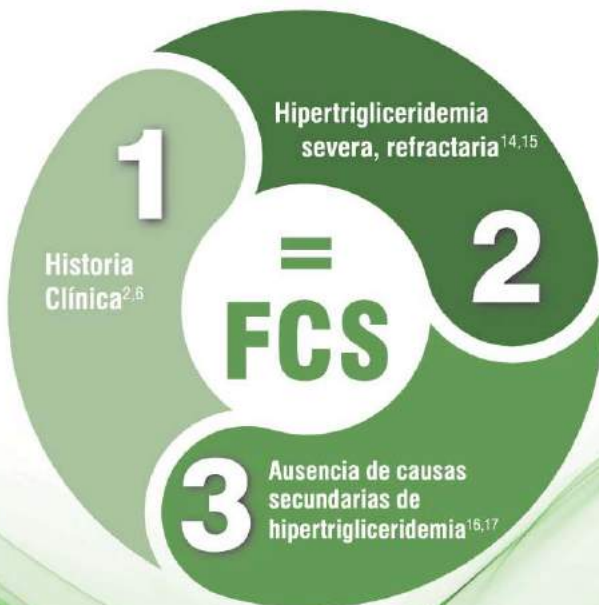 1
Historia
Clínica2,6
Hipertrigliceridemia
severa, refractaria14,15
2
=
FCS
3
Ausencia de causas
secundarias de
hipertrigliceridemia16,17